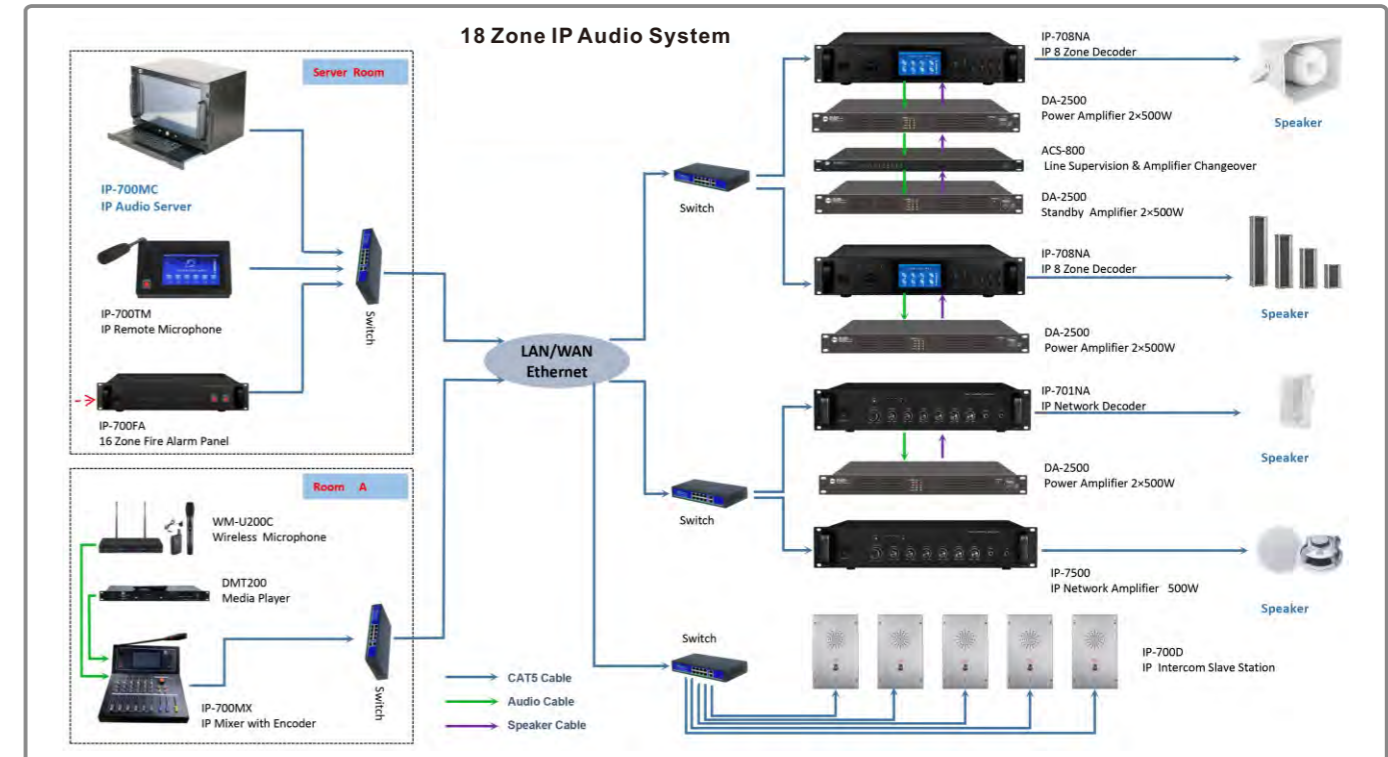 18 Zone IP Audio System
Server Room
IP-700MC
IP Audio Server
IP-700TM
IP Remote Microphone
IP-700FA
16 Zone Fire Alarm Panel
Switch
Room A
WM-U200C
Wireless Microphone
DMT200
Media Player
IP-700MX
IP Mixer with Encoder
Switch
LAN/WAN
Ethernet
CAT5 Cable
Audio Cable
Speaker Cable
Switch
IP-708NA
IP 8 Zone Decoder
DA-2500
Power Amplifier 2×500W
ACS-800
Line Supervision & Amplifier Changeover
DA-2500
Standby Amplifier 2×500W
Speaker
IP-708NA
IP 8 Zone Decoder
DA-2500
Power Amplifier 2×500W
Speaker
Switch
IP-701NA
IP Network Decoder
DA-2500
Power Amplifier 2×500W
Speaker
IP-7500
IP Network Amplifier 500W
Speaker
Switch
IP-700D
IP Intercom Slave Station